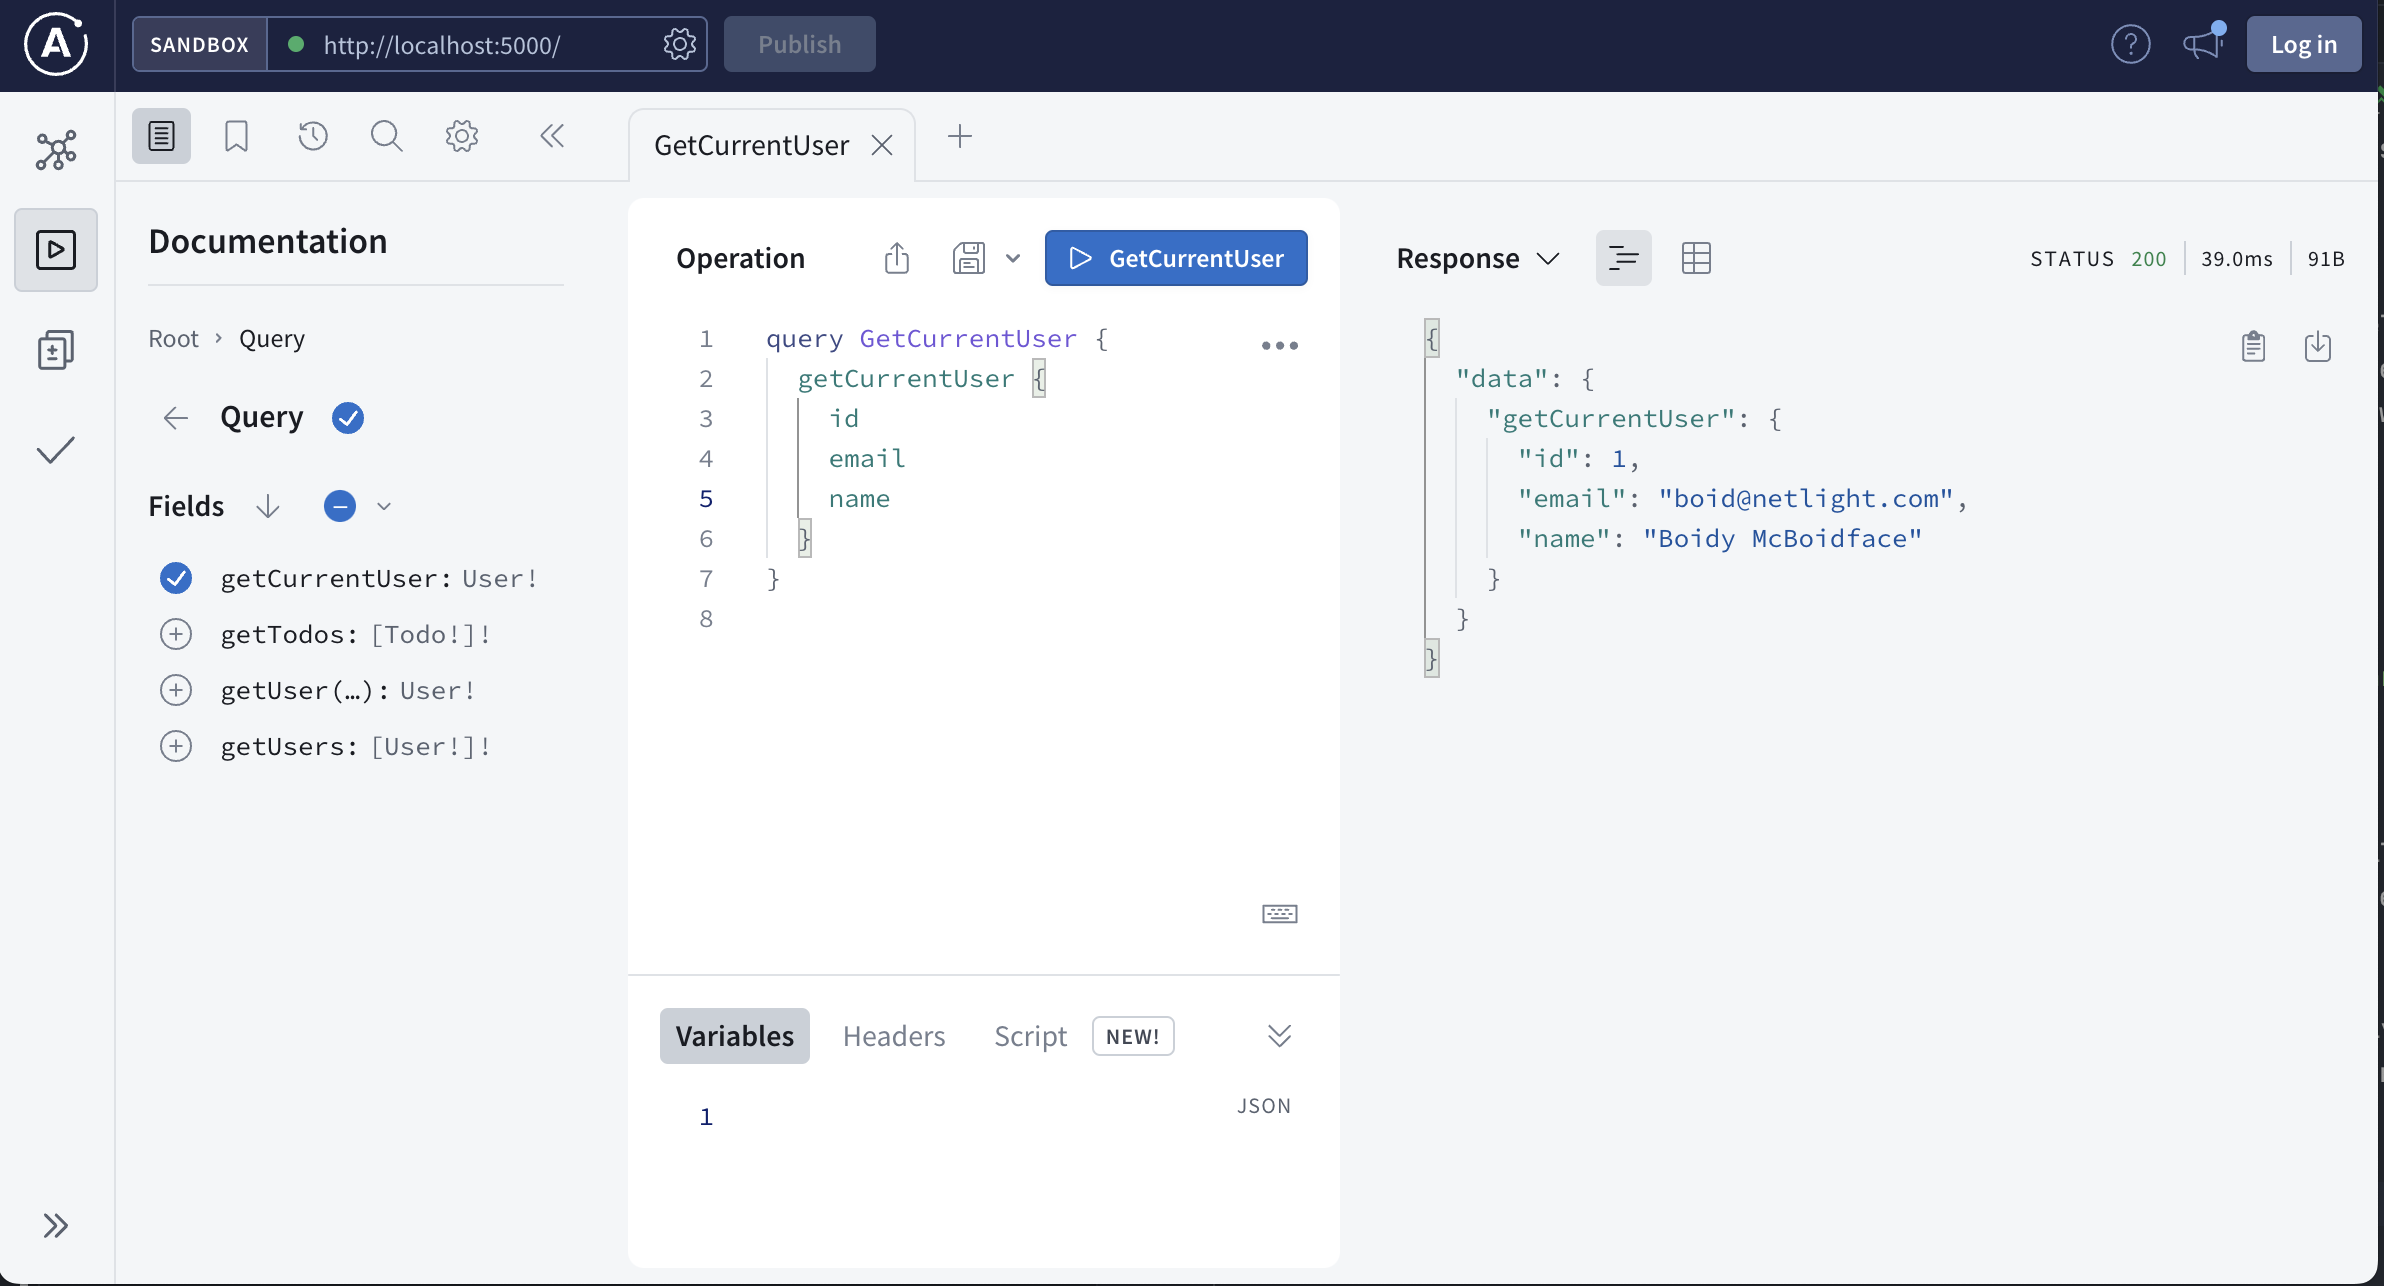 SANDBOX
http://localhost:5000/
Publish
?
Log in
GetCurrentUser
Documentation
Root › Query
Query
Fields
getCurrentUser: User!
getTodos: [Todo!]!
getUser(…): User!
getUsers: [User!]!
Operation
GetCurrentUser
1 query GetCurrentUser {
2 getCurrentUser {
3 id
4 email
5 name
6 }
7 }
8
Variables
Headers
Script
NEW!
1
JSON
Response
STATUS 200
39.0ms
91B
{
"data": {
"getCurrentUser": {
"id": 1,
"email": "boid@netlight.com",
"name": "Boidy McBoidface"
}
}
}